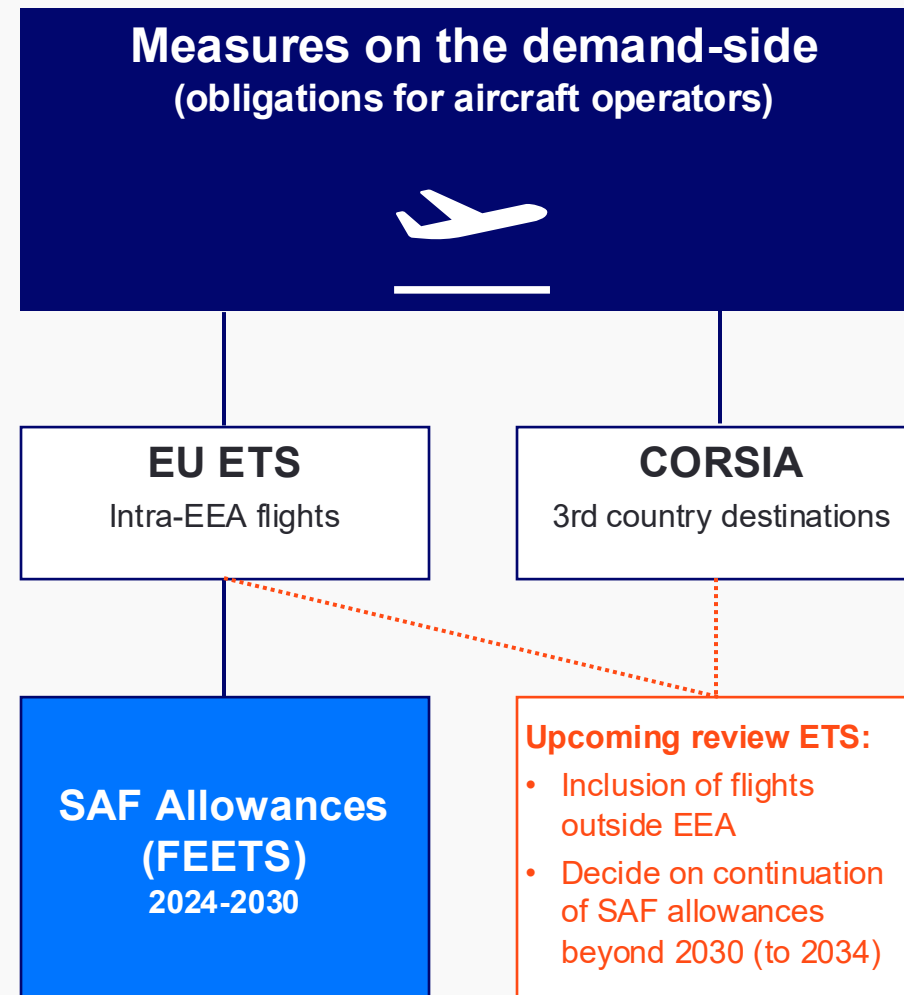 Measures on the demand-side
(obligations for aircraft operators)
EU ETS
Intra-EEA flights
CORSIA
3rd country destinations
SAF Allowances
(FEETS)
2024-2030
Upcoming review ETS:
• Inclusion of flights
outside EEA
• Decide on continuation
of SAF allowances
beyond 2030 (to 2034)